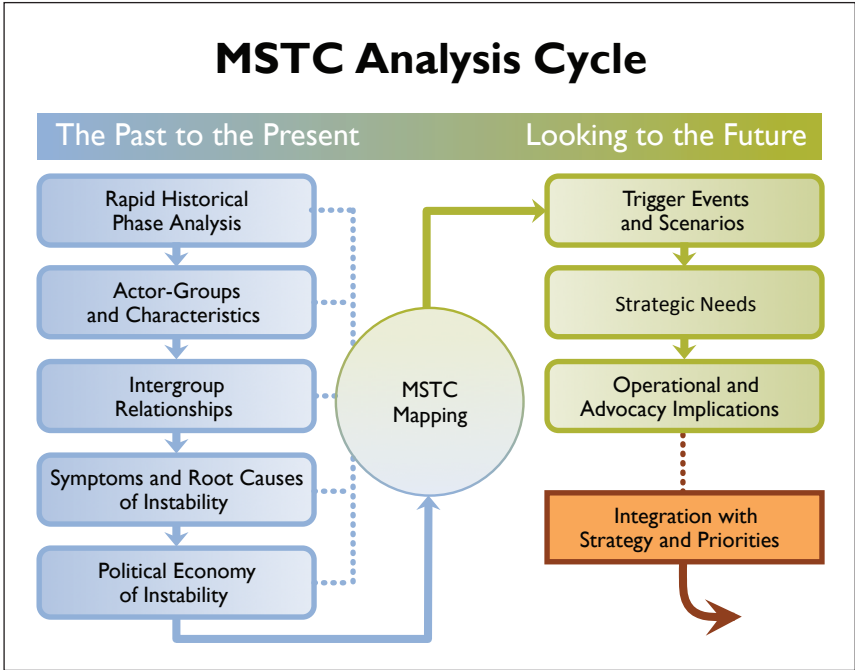 MSTC Analysis Cycle
The Past to the Present
Looking to the Future
Rapid Historical
Phase Analysis
Actor-Groups
and Characteristics
Intergroup
Relationships
Symptoms and Root Causes
of Instability
Political Economy
of Instability
MSTC
Mapping
Trigger Events
and Scenarios
Strategic Needs
Operational and
Advocacy Implications
Integration with
Strategy and Priorities